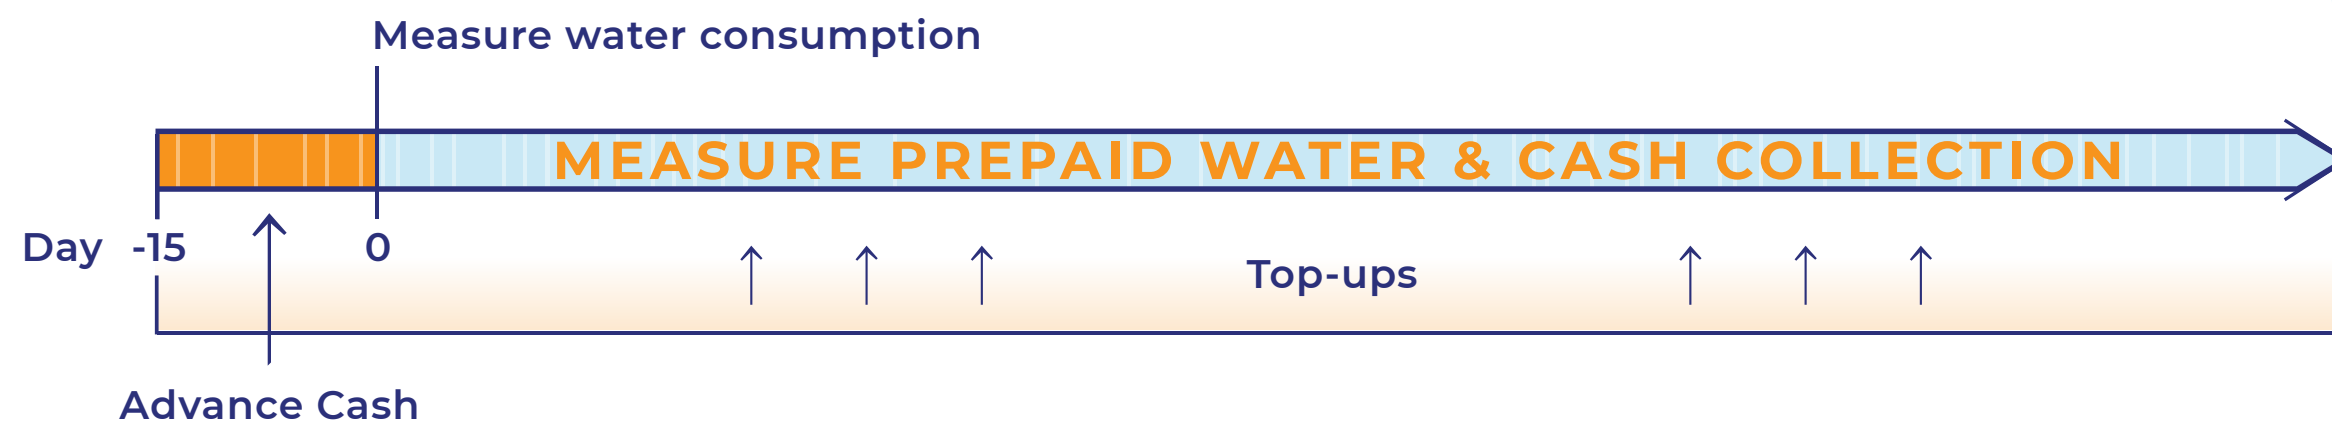 Measure water consumption
MEASURE PREPAID WATER & CASH COLLECTION
Day -15 0
Top-ups
Advance Cash